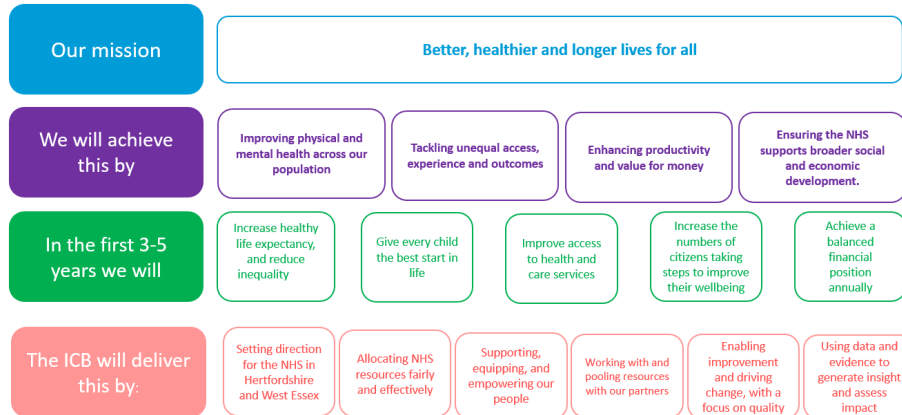 Our mission
Better, healthier and longer lives for all
We will achieve
this by
Improving physical and
mental health across our
population
Tackling unequal access,
experience and outcomes
Enhancing productivity
and value for money
Ensuring the NHS
supports broader social
and economic
development.
In the first 3-5
years we will
Increase healthy
life expectancy,
and reduce
inequality
Give every child
the best start in
life
Improve access
to health and
care services
Increase the
numbers of
citizens taking
steps to improve
their wellbeing
Achieve a
balanced
financial
position
annually
The ICB will deliver
this by:
Setting direction
for the NHS in
Hertfordshire
and West Essex
Allocating NHS
resources fairly
and effectively
Supporting,
equipping, and
empowering our
people
Working with and
pooling resources
with our partners
Enabling
improvement
and driving
change, with a
focus on quality
Using data and
evidence to
generate insight
and assess
impact